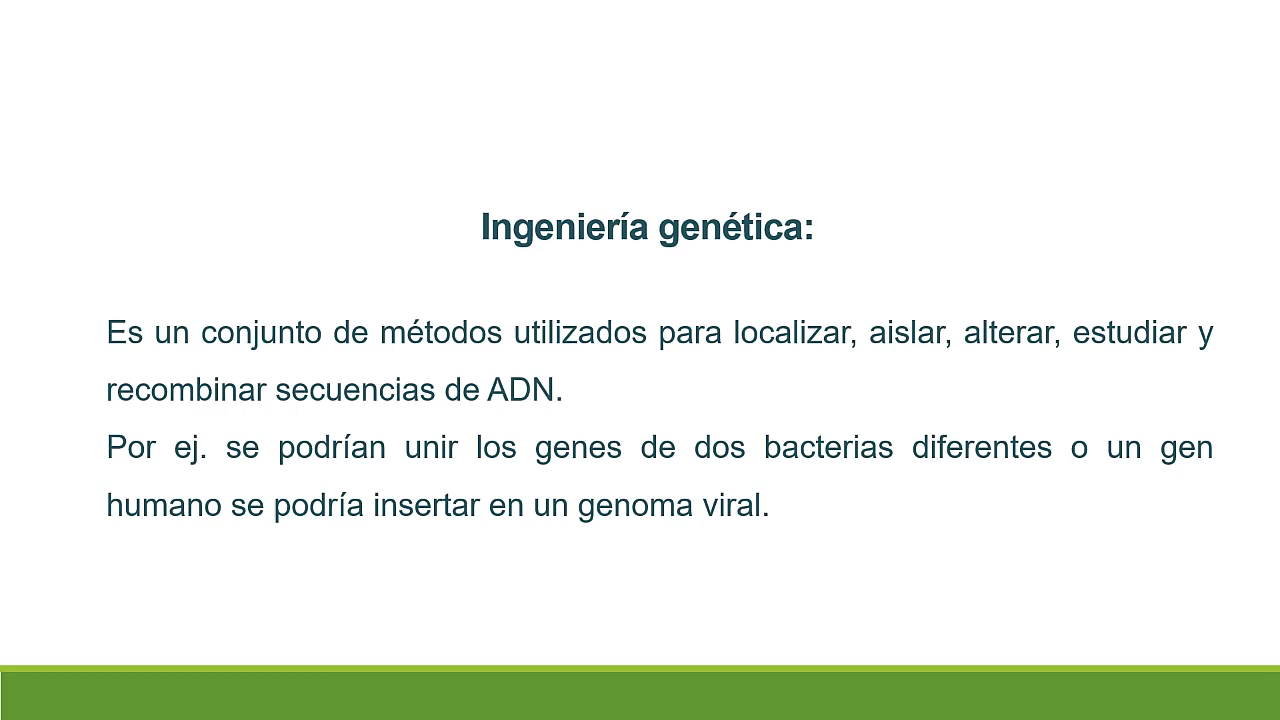 Ingeniería genética:
Es un conjunto de métodos utilizados para localizar, aislar, alterar, estudiar y
recombinar secuencias de ADN.
Por ej. se podrían unir los genes de dos bacterias diferentes o un gen
humano se podría insertar en un genoma viral.